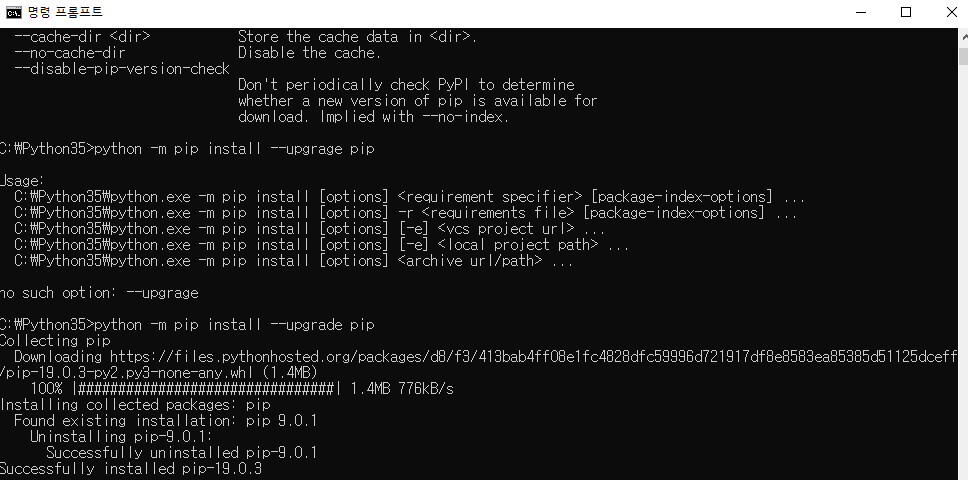 명령 프롬프트
--cache-dir <dir> Store the cache data in <dir>.
--no-cache-dir Disable the cache.
--disable-pip-version-check
Don't periodically check PyPI to determine
whether a new version of pip is available for
download. Implied with --no-index.
C:₩Python35>python -m pip install --upgrage pip
Usage:
C:₩Python35₩python.exe -m pip install [options] <requirement specifier> [package-index-options] ...
C:₩Python35₩python.exe -m pip install [options] -r <requirements file> [package-index-options] ...
C:₩Python35₩python.exe -m pip install [options] [-e] <vcs project url> ...
C:₩Python35₩python.exe -m pip install [options] [-e] <local project path> ...
C:₩Python35₩python.exe -m pip install [options] <archive url/path> ...
no such option: --upgrage
C:₩Python35>python -m pip install --upgrade pip
Collecting pip
Downloading https://files.pythonhosted.org/packages/d8/f3/413bab4ff08e1fc4828dfc59996d721917df8e8583ea85385d51125dceff
/pip-19.0.3-py2.py3-none-any.whl (1.4MB)
100% |################################| 1.4MB 776kB/s
Installing collected packages: pip
Found existing installation: pip 9.0.1
Uninstalling pip-9.0.1:
Successfully uninstalled pip-9.0.1
Successfully installed pip-19.0.3